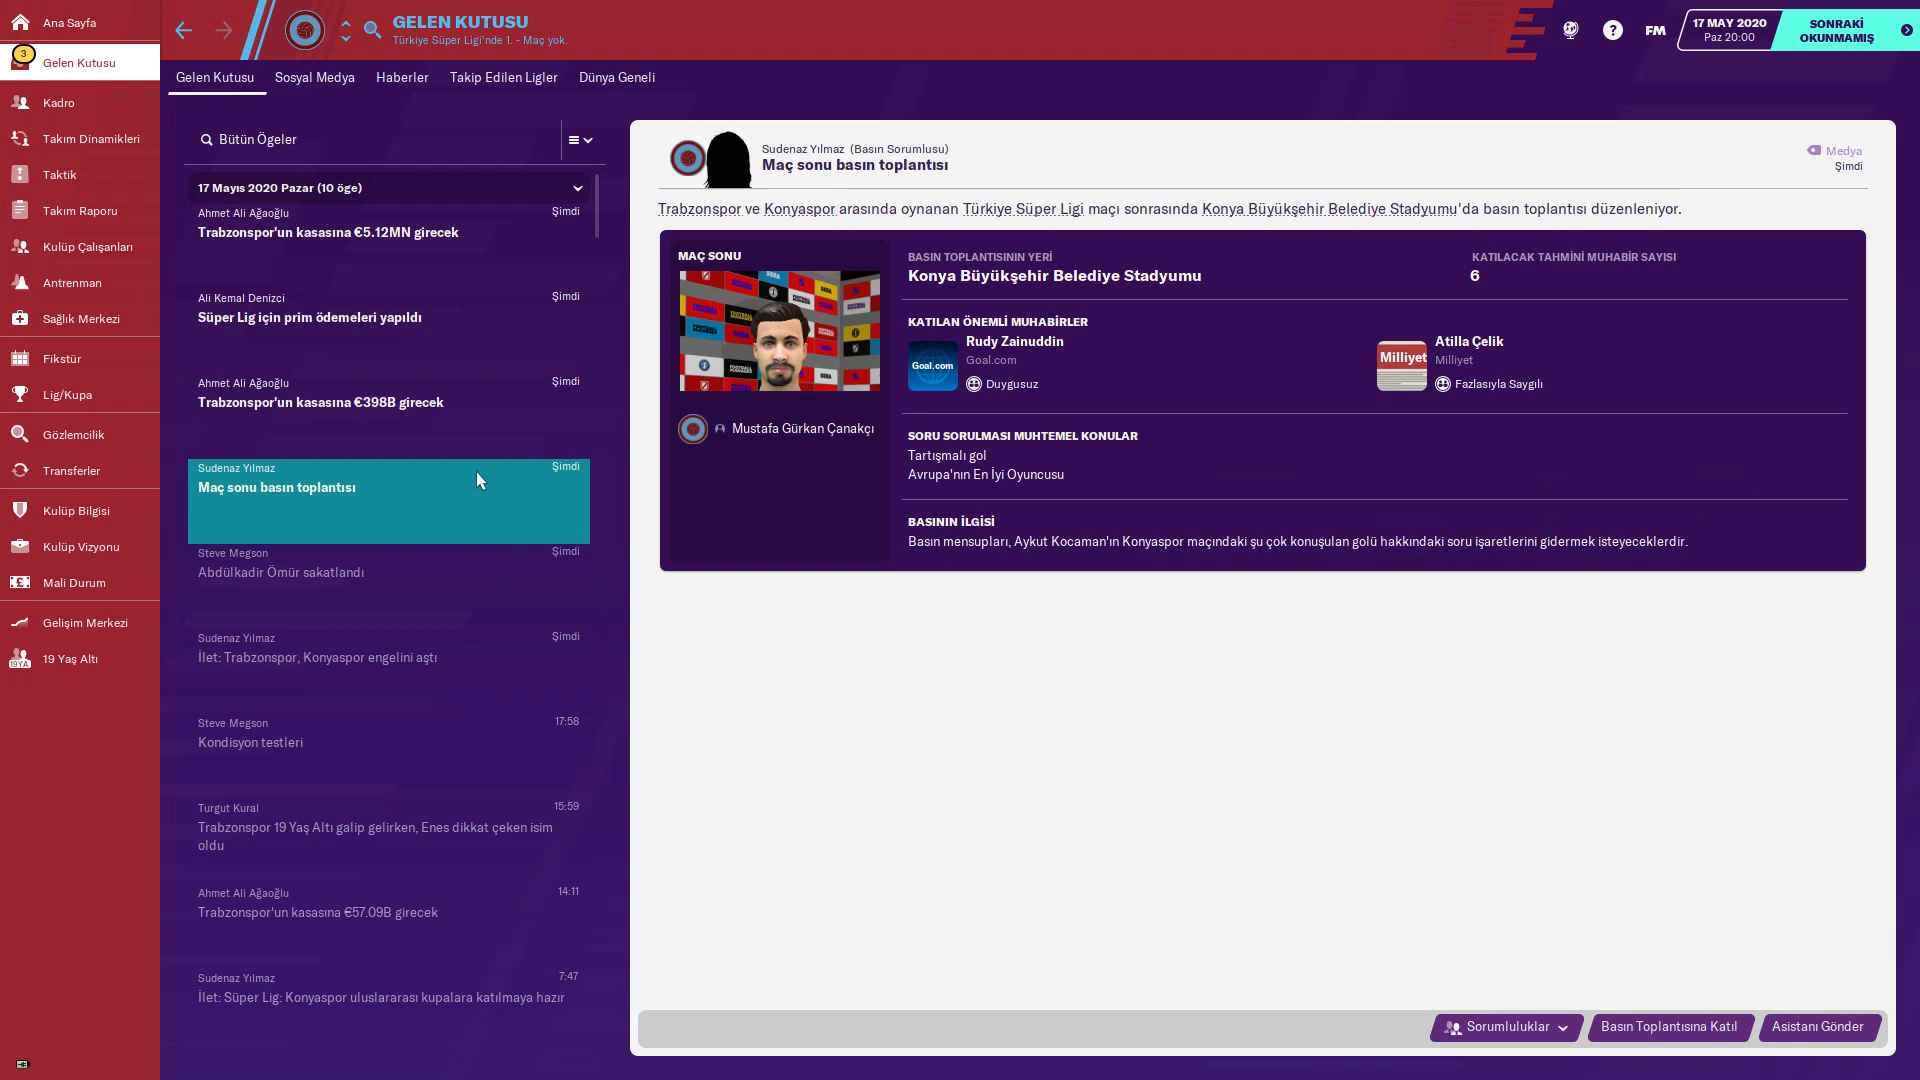 Ana Sayfa
3
Gelen Kutusu
Kadro
Takım Dinamikleri
Taktik
Takım Raporu
Kulüp Çalışanları
Antrenman
Sağlık Merkezi
Fikstür
Lig/Kupa
Gözlemcilik
Transferler
Kulüp Bilgisi
Kulüp Vizyonu
Mali Durum
Gelişim Merkezi
19YA
19 Yaş Altı
GELEN KUTUSU
Türkiye Süper Ligi'nde 1. - Maç yok.
?
FM
17 MAY 2020
Paz 20:00
SONRAKİ
OKUNMAMIŞ
Gelen Kutusu
Sosyal Medya
Haberler
Takip Edilen Ligler
Dünya Geneli
Bütün Ögeler
17 Mayıs 2020 Pazar (10 öge)
Ahmet Ali Ağaoğlu
Şimdi
Trabzonspor'un kasasına €5.12MN girecek
Ali Kemal Denizci
Şimdi
Süper Lig için prim ödemeleri yapıldı
Ahmet Ali Ağaoğlu
Şimdi
Trabzonspor'un kasasına €398B girecek
Sudenaz Yılmaz
Şimdi
Maç sonu basın toplantısı
Steve Megson
Şimdi
Abdülkadir Ömür sakatlandı
Sudenaz Yılmaz
Şimdi
İlet: Trabzonspor, Konyaspor engelini aştı
Steve Megson
17:58
Kondisyon testleri
Turgut Kural
15:59
Trabzonspor 19 Yaş Altı galip gelirken, Enes dikkat çeken isim
oldu
Ahmet Ali Ağaoğlu
14:11
Trabzonspor'un kasasına €57.09B girecek
Sudenaz Yılmaz
7:47
İlet: Süper Lig: Konyaspor uluslararası kupalara katılmaya hazır
Sudenaz Yılmaz (Basın Sorumlusu)
Maç sonu basın toplantısı
Medya
Şimdi
Trabzonspor ve Konyaspor arasında oynanan Türkiye Süper Ligi maçı sonrasında Konya Büyükşehir Belediye Stadyumu'da basın toplantısı düzenleniyor.
MAÇ SONU
Mustafa Gürkan Çanakçı
BASIN TOPLANTISININ YERİ
Konya Büyükşehir Belediye Stadyumu
KATILACAK TAHMİNİ MUHABİR SAYISI
6
KATILAN ÖNEMLİ MUHABİRLER
Goal.com
Rudy Zainuddin
Goal.com
Duygusuz
Milliyet
Atilla Çelik
Milliyet
Fazlasıyla Saygılı
SORU SORULMASI MUHTEMEL KONULAR
Tartışmalı gol
Avrupa'nın En İyi Oyuncusu
BASININ İLGİSİ
Basın mensupları, Aykut Kocaman'ın Konyaspor maçındaki şu çok konuşulan golü hakkındaki soru işaretlerini gidermek isteyeceklerdir.
Sorumluluklar
Basın Toplantısına Katıl
Asistanı Gönder